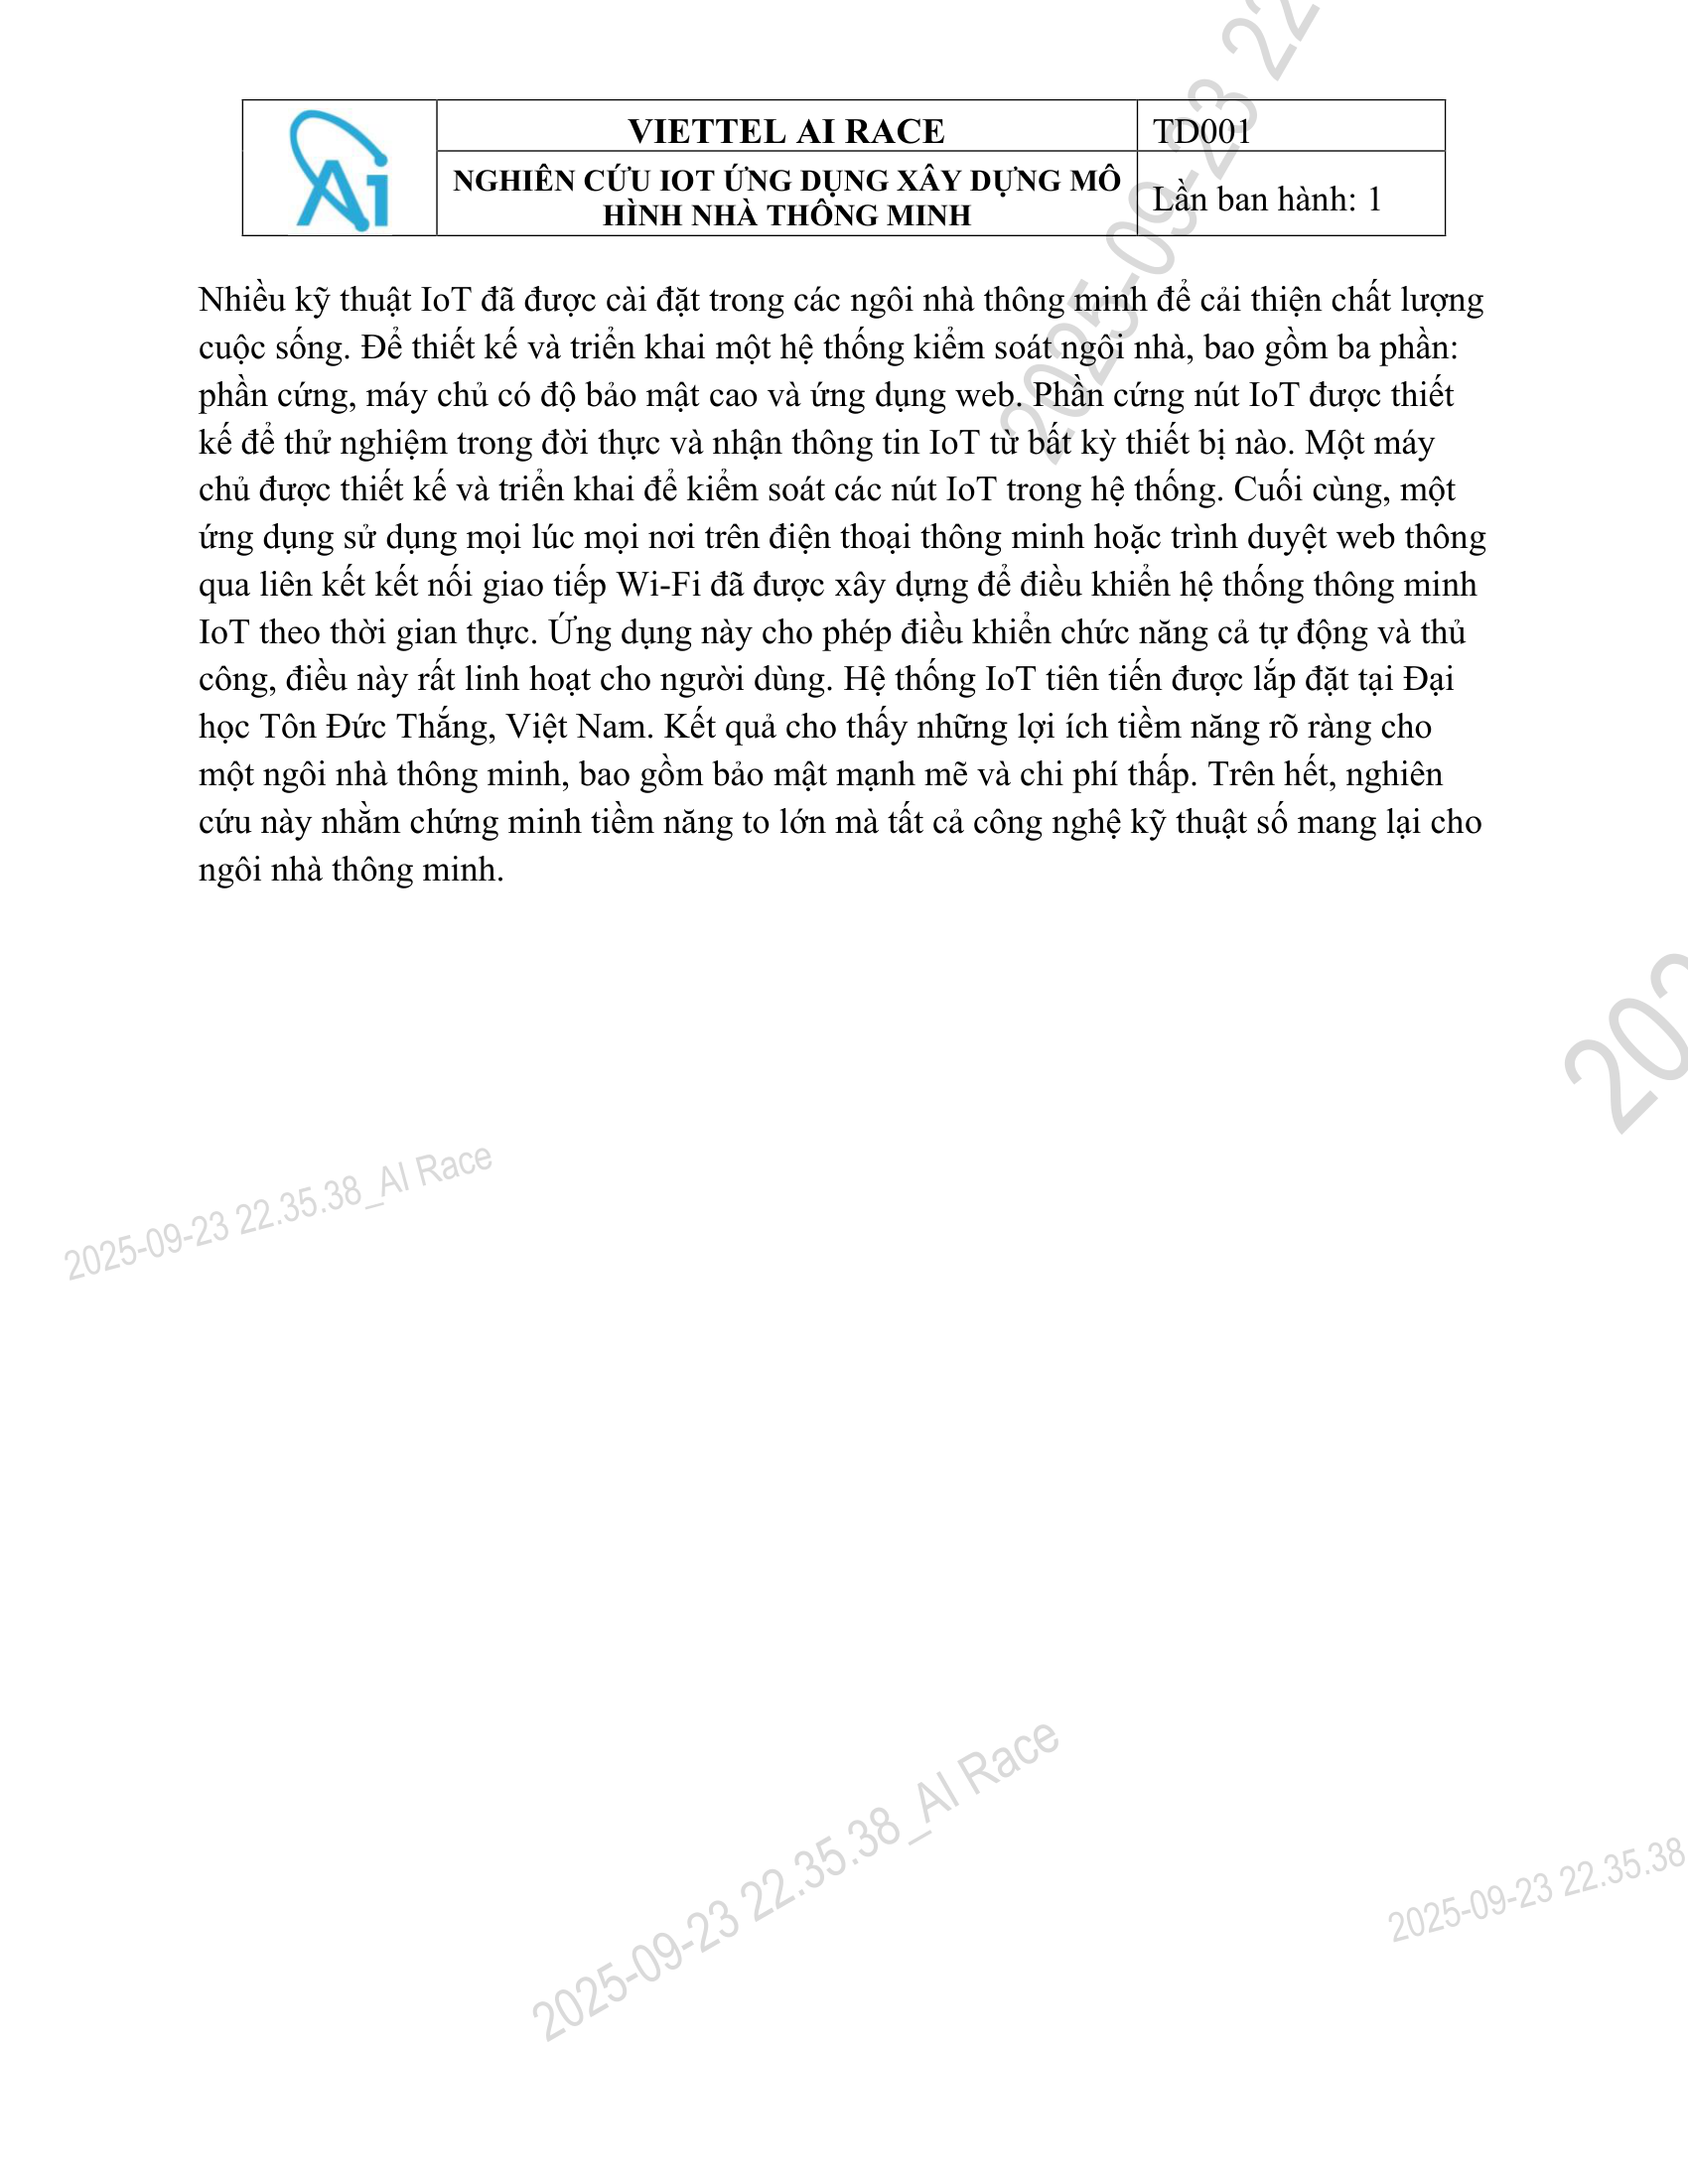 Ai
VIETTEL AI RACE
TD001
NGHIÊN CỨU IOT ỨNG DỤNG XÂY DỰNG MÔ
HÌNH NHÀ THÔNG MINH
Lần ban hành: 1
Nhiều kỹ thuật IoT đã được cài đặt trong các ngôi nhà thông minh để cải thiện chất lượng
cuộc sống. Để thiết kế và triển khai một hệ thống kiểm soát ngôi nhà, bao gồm ba phần:
phần cứng, máy chủ có độ bảo mật cao và ứng dụng web. Phần cứng nút IoT được thiết
kế để thử nghiệm trong đời thực và nhận thông tin IoT từ bất kỳ thiết bị nào. Một máy
chủ được thiết kế và triển khai để kiểm soát các nút IoT trong hệ thống. Cuối cùng, một
ứng dụng sử dụng mọi lúc mọi nơi trên điện thoại thông minh hoặc trình duyệt web thông
qua liên kết kết nối giao tiếp Wi-Fi đã được xây dựng để điều khiển hệ thống thông minh
IoT theo thời gian thực. Ứng dụng này cho phép điều khiển chức năng cả tự động và thủ
công, điều này rất linh hoạt cho người dùng. Hệ thống IoT tiên tiến được lắp đặt tại Đại
học Tôn Đức Thắng, Việt Nam. Kết quả cho thấy những lợi ích tiềm năng rõ ràng cho
một ngôi nhà thông minh, bao gồm bảo mật mạnh mẽ và chi phí thấp. Trên hết, nghiên
cứu này nhằm chứng minh tiềm năng to lớn mà tất cả công nghệ kỹ thuật số mang lại cho
ngôi nhà thông minh.
2025-09-23 22
202
2025-09-23 22.35.38_AI Race
2025-09-23 22.35.38_AI Race
2025-09-23 22.35.38